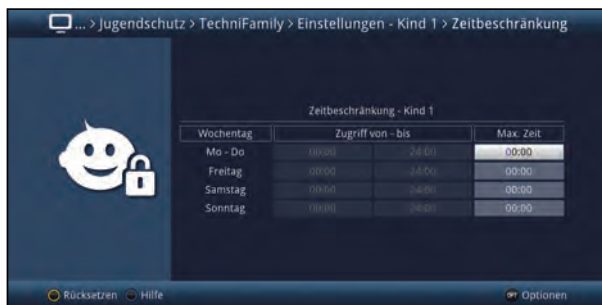 ... > Jugendschutz > TechniFamily > Einstellungen - Kind 1 > Zeitbeschränkung
Zeitbeschränkung - Kind 1
Wochentag Zugriff von - bis Max. Zeit
Mo - Do 00:00 24:00 00:00
Freitag 00:00 24:00 00:00
Samstag 00:00 24:00 00:00
Sonntag 00:00 24:00 00:00
Rücksetzen Hilfe OPT Optionen